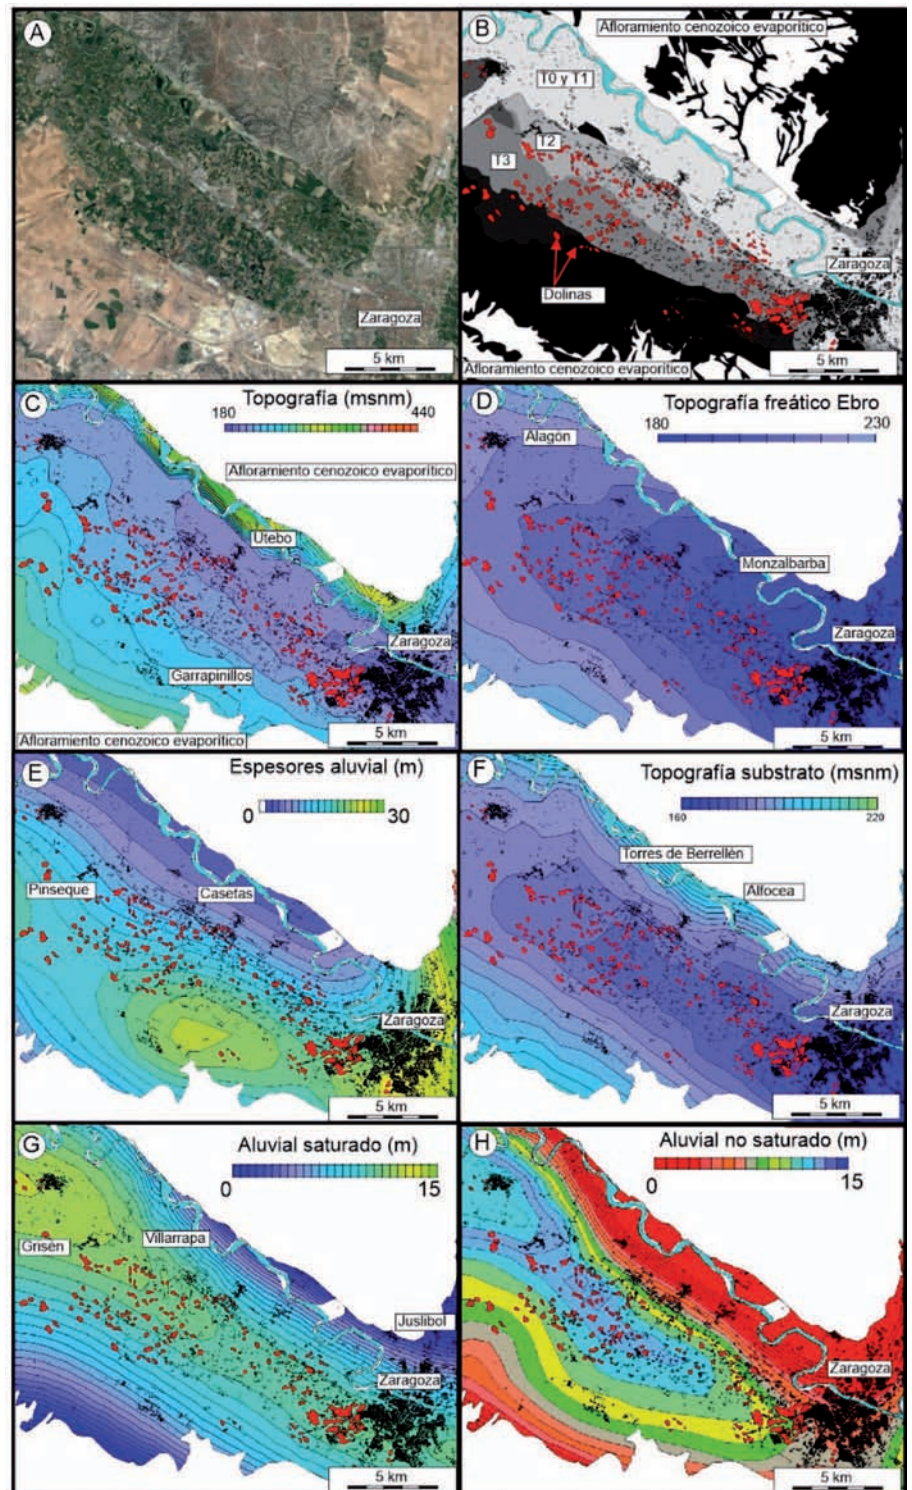 A
Zaragoza
5 km
B
Afloramiento cenozoico evaporítico
T0 y T1
T2
T3
Dolinas
Zaragoza
Afloramiento cenozoico evaporítico
5 km
C
Topografía (msnm)
180
440
Afloramiento cenozoico evaporítico
Utebo
Zaragoza
Garrapinillos
5 km
Afloramiento cenozoico evaporítico
D
Topografía freático Ebro
180
230
Alagón
Monzalbarba
Zaragoza
5 km
E
Espesores aluvial (m)
0
30
Pinseque
Casetas
Zaragoza
5 km
F
Topografía substrato (msnm)
160
220
Torres de Berrellén
Alfocea
Zaragoza
5 km
G
Aluvial saturado (m)
0
15
Grisén
Villarrapa
Juslibol
Zaragoza
5 km
H
Aluvial no saturado (m)
0
15
Zaragoza
5 km